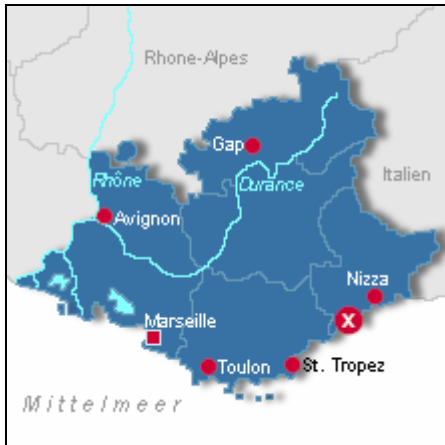 Rhone-Alpes
Gap
Italien
Rhône
Durance
Avignon
Nizza
X
Marseille
Toulon
St. Tropez
Mittelmeer